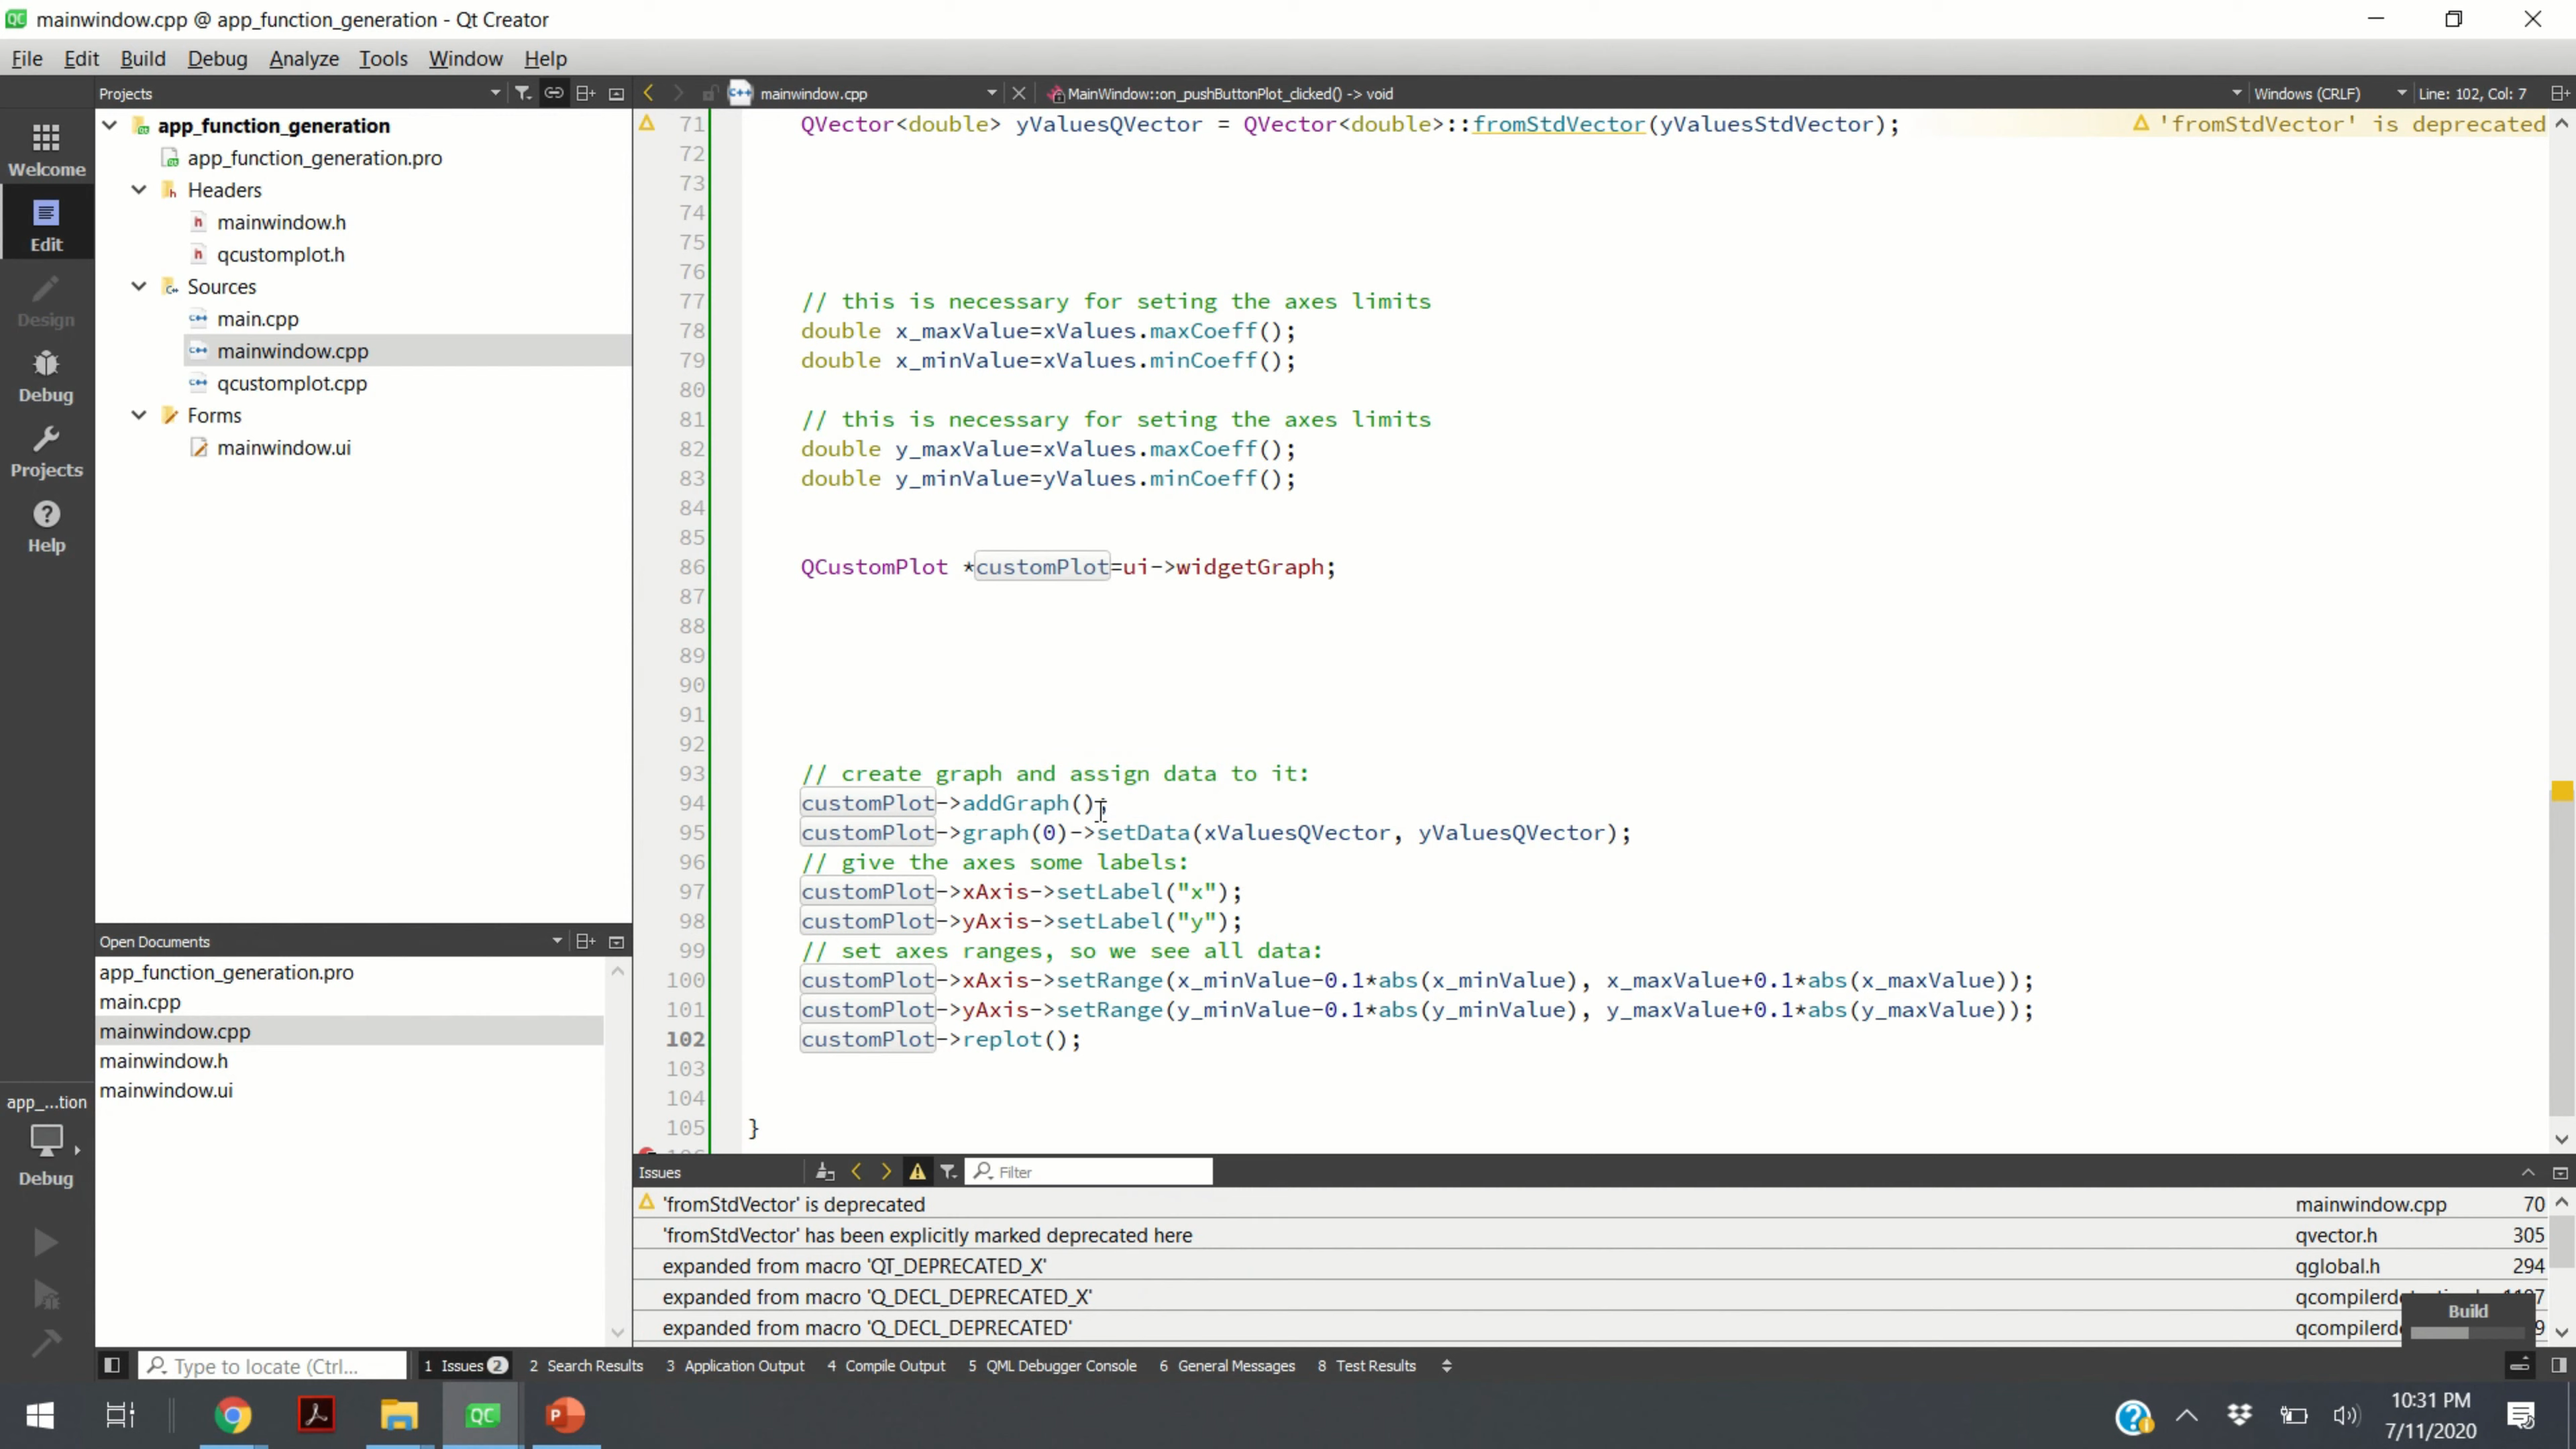 mainwindow.cpp @ app_function_generation - Qt Creator
File Edit Build Debug Analyze Tools Window Help
Projects
mainwindow.cpp
MainWindow::on_pushButtonPlot_clicked() -> void
Windows (CRLF)
Line: 102, Col: 7
Welcome
Edit
Design
Debug
Projects
Help
app_function_generation
app_function_generation.pro
Headers
mainwindow.h
qcustomplot.h
Sources
main.cpp
mainwindow.cpp
qcustomplot.cpp
Forms
mainwindow.ui
Open Documents
app_function_generation.pro
main.cpp
mainwindow.cpp
mainwindow.h
mainwindow.ui
app_...tion
Debug
71 QVector<double> yValuesQVector = QVector<double>::fromStdVector(yValuesStdVector); 'fromStdVector' is deprecated
72
73
74
75
76
77 // this is necessary for seting the axes limits
78 double x_maxValue=xValues.maxCoeff();
79 double x_minValue=xValues.minCoeff();
80
81 // this is necessary for seting the axes limits
82 double y_maxValue=xValues.maxCoeff();
83 double y_minValue=yValues.minCoeff();
84
85
86 QCustomPlot *customPlot=ui->widgetGraph;
87
88
89
90
91
92
93 // create graph and assign data to it:
94 customPlot->addGraph();
95 customPlot->graph(0)->setData(xValuesQVector, yValuesQVector);
96 // give the axes some labels:
97 customPlot->xAxis->setLabel("x");
98 customPlot->yAxis->setLabel("y");
99 // set axes ranges, so we see all data:
100 customPlot->xAxis->setRange(x_minValue-0.1*abs(x_minValue), x_maxValue+0.1*abs(x_maxValue));
101 customPlot->yAxis->setRange(y_minValue-0.1*abs(y_minValue), y_maxValue+0.1*abs(y_maxValue));
102 customPlot->replot();
103
104
105 }
Issues
Filter
'fromStdVector' is deprecated mainwindow.cpp 70
'fromStdVector' has been explicitly marked deprecated here qvector.h 305
expanded from macro 'QT_DEPRECATED_X' qglobal.h 294
expanded from macro 'Q_DECL_DEPRECATED_X'
expanded from macro 'Q_DECL_DEPRECATED'
Build
Type to locate (Ctrl...
1 Issues 2
2 Search Results
3 Application Output
4 Compile Output
5 QML Debugger Console
6 General Messages
8 Test Results
10:31 PM
7/11/2020